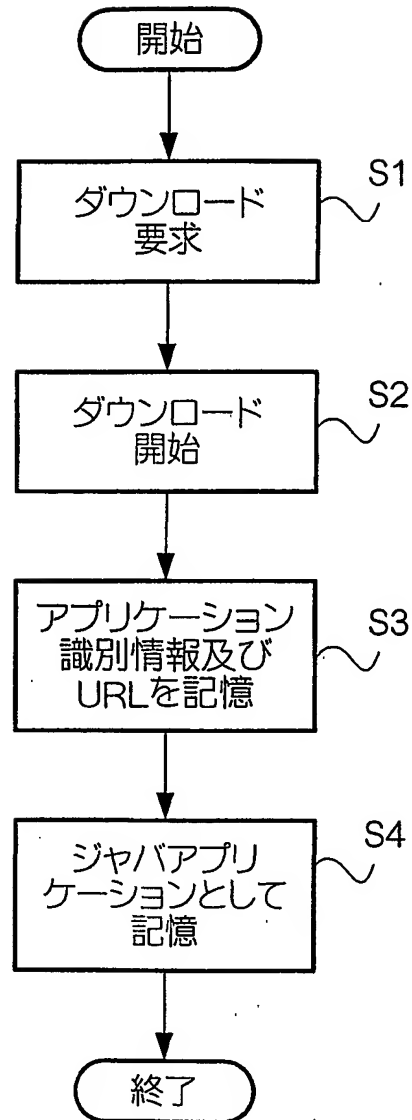 開始
ダウンロード
要求
S1
ダウンロード
開始
S2
アプリケーション
識別情報及び
URLを記憶
S3
ジャバアプリ
ケーションとして
記憶
S4
終了